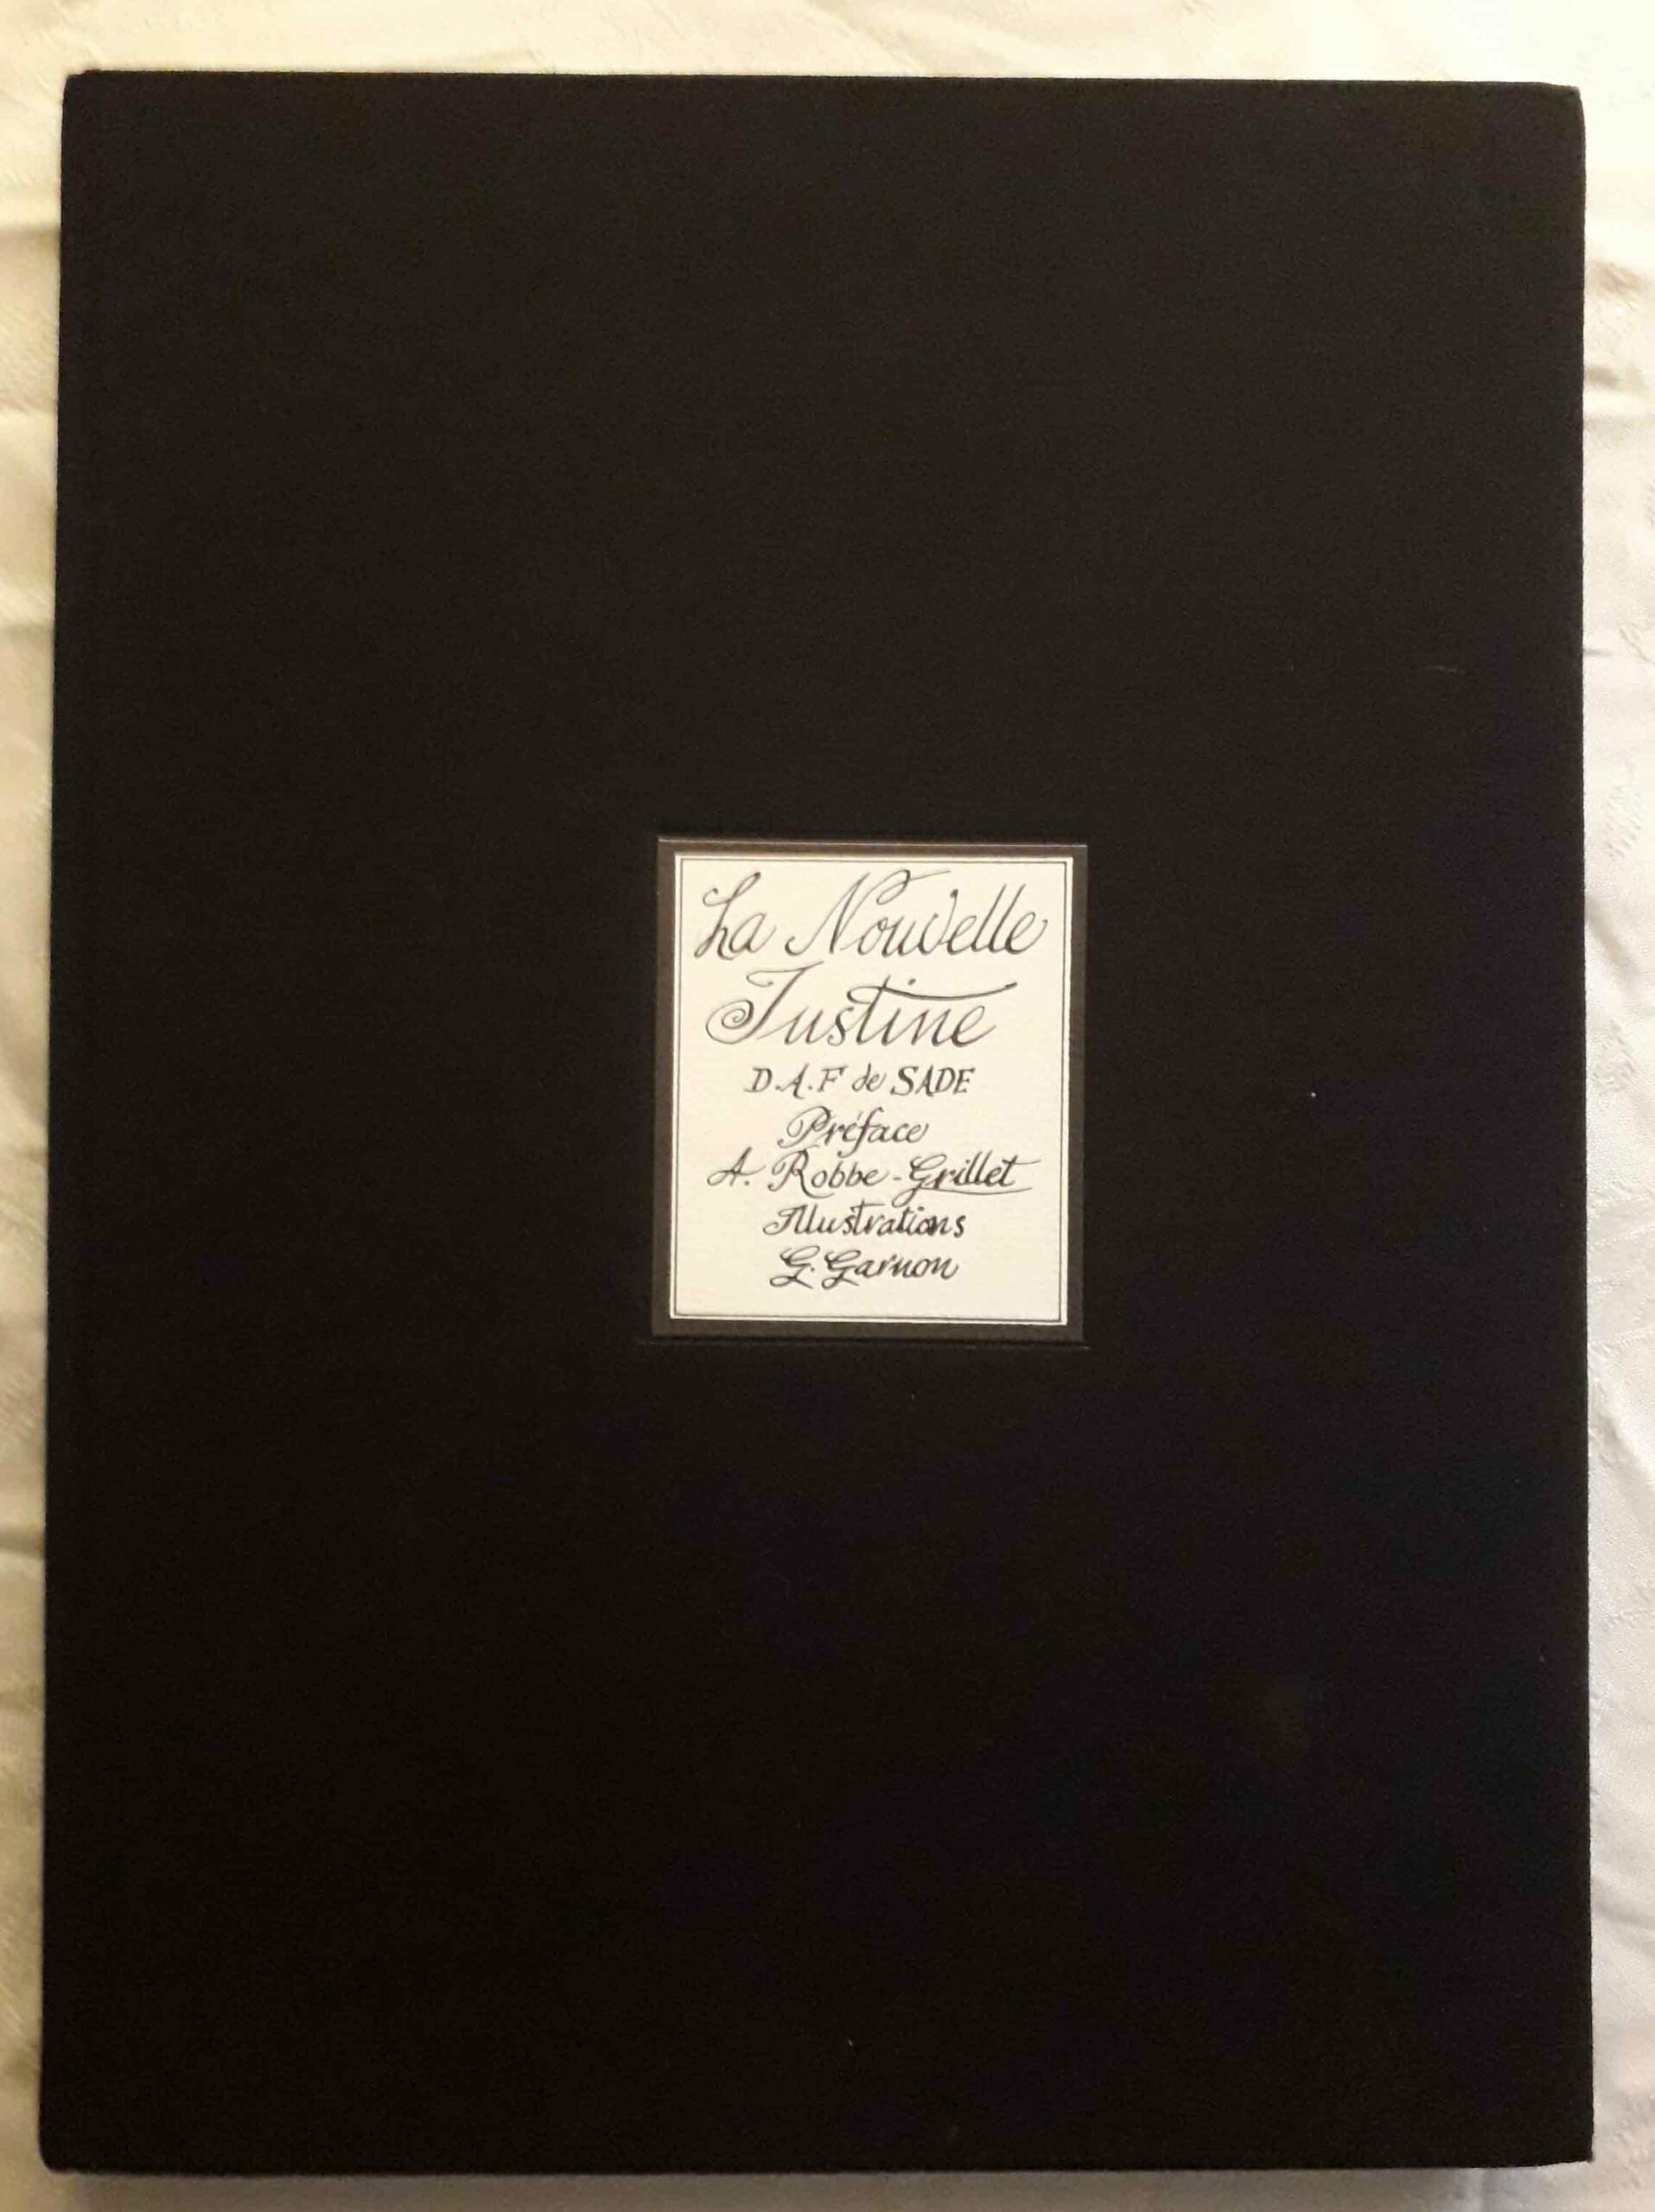 La Nouvelle
Justine
D.A.F de SADE
Préface
A. Robbe-Grillet
Illustrations
G. Garnon